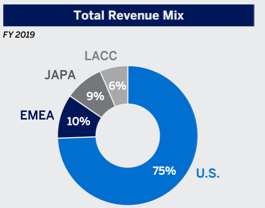 Total Revenue Mix
FY 2019
LACC
JAPA
6%
9%
EMEA
10%
75%
U.S.